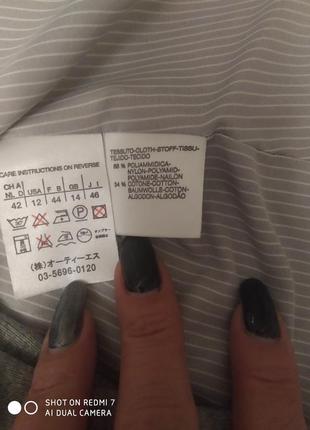 CARE INSTRUCTIONS ON REVERSE
CH A
NL D USA F B GB J I
42 12 44 14 46
P
(株)オーティーエス
03-5696-0120
TESSUTO-CLOTH-STOFF-TISSU-
TEJIDO-TECIDO
POLIAMMIDICA-
NYLON-POLYAMID-
POLYAMIDE-NAILON
34 % COTONE-COTTON-
BAUMWOLLE-COTON-
ALGODON-ALGODÃO
SHOT ON REDMI 7
AI DUAL CAMERA